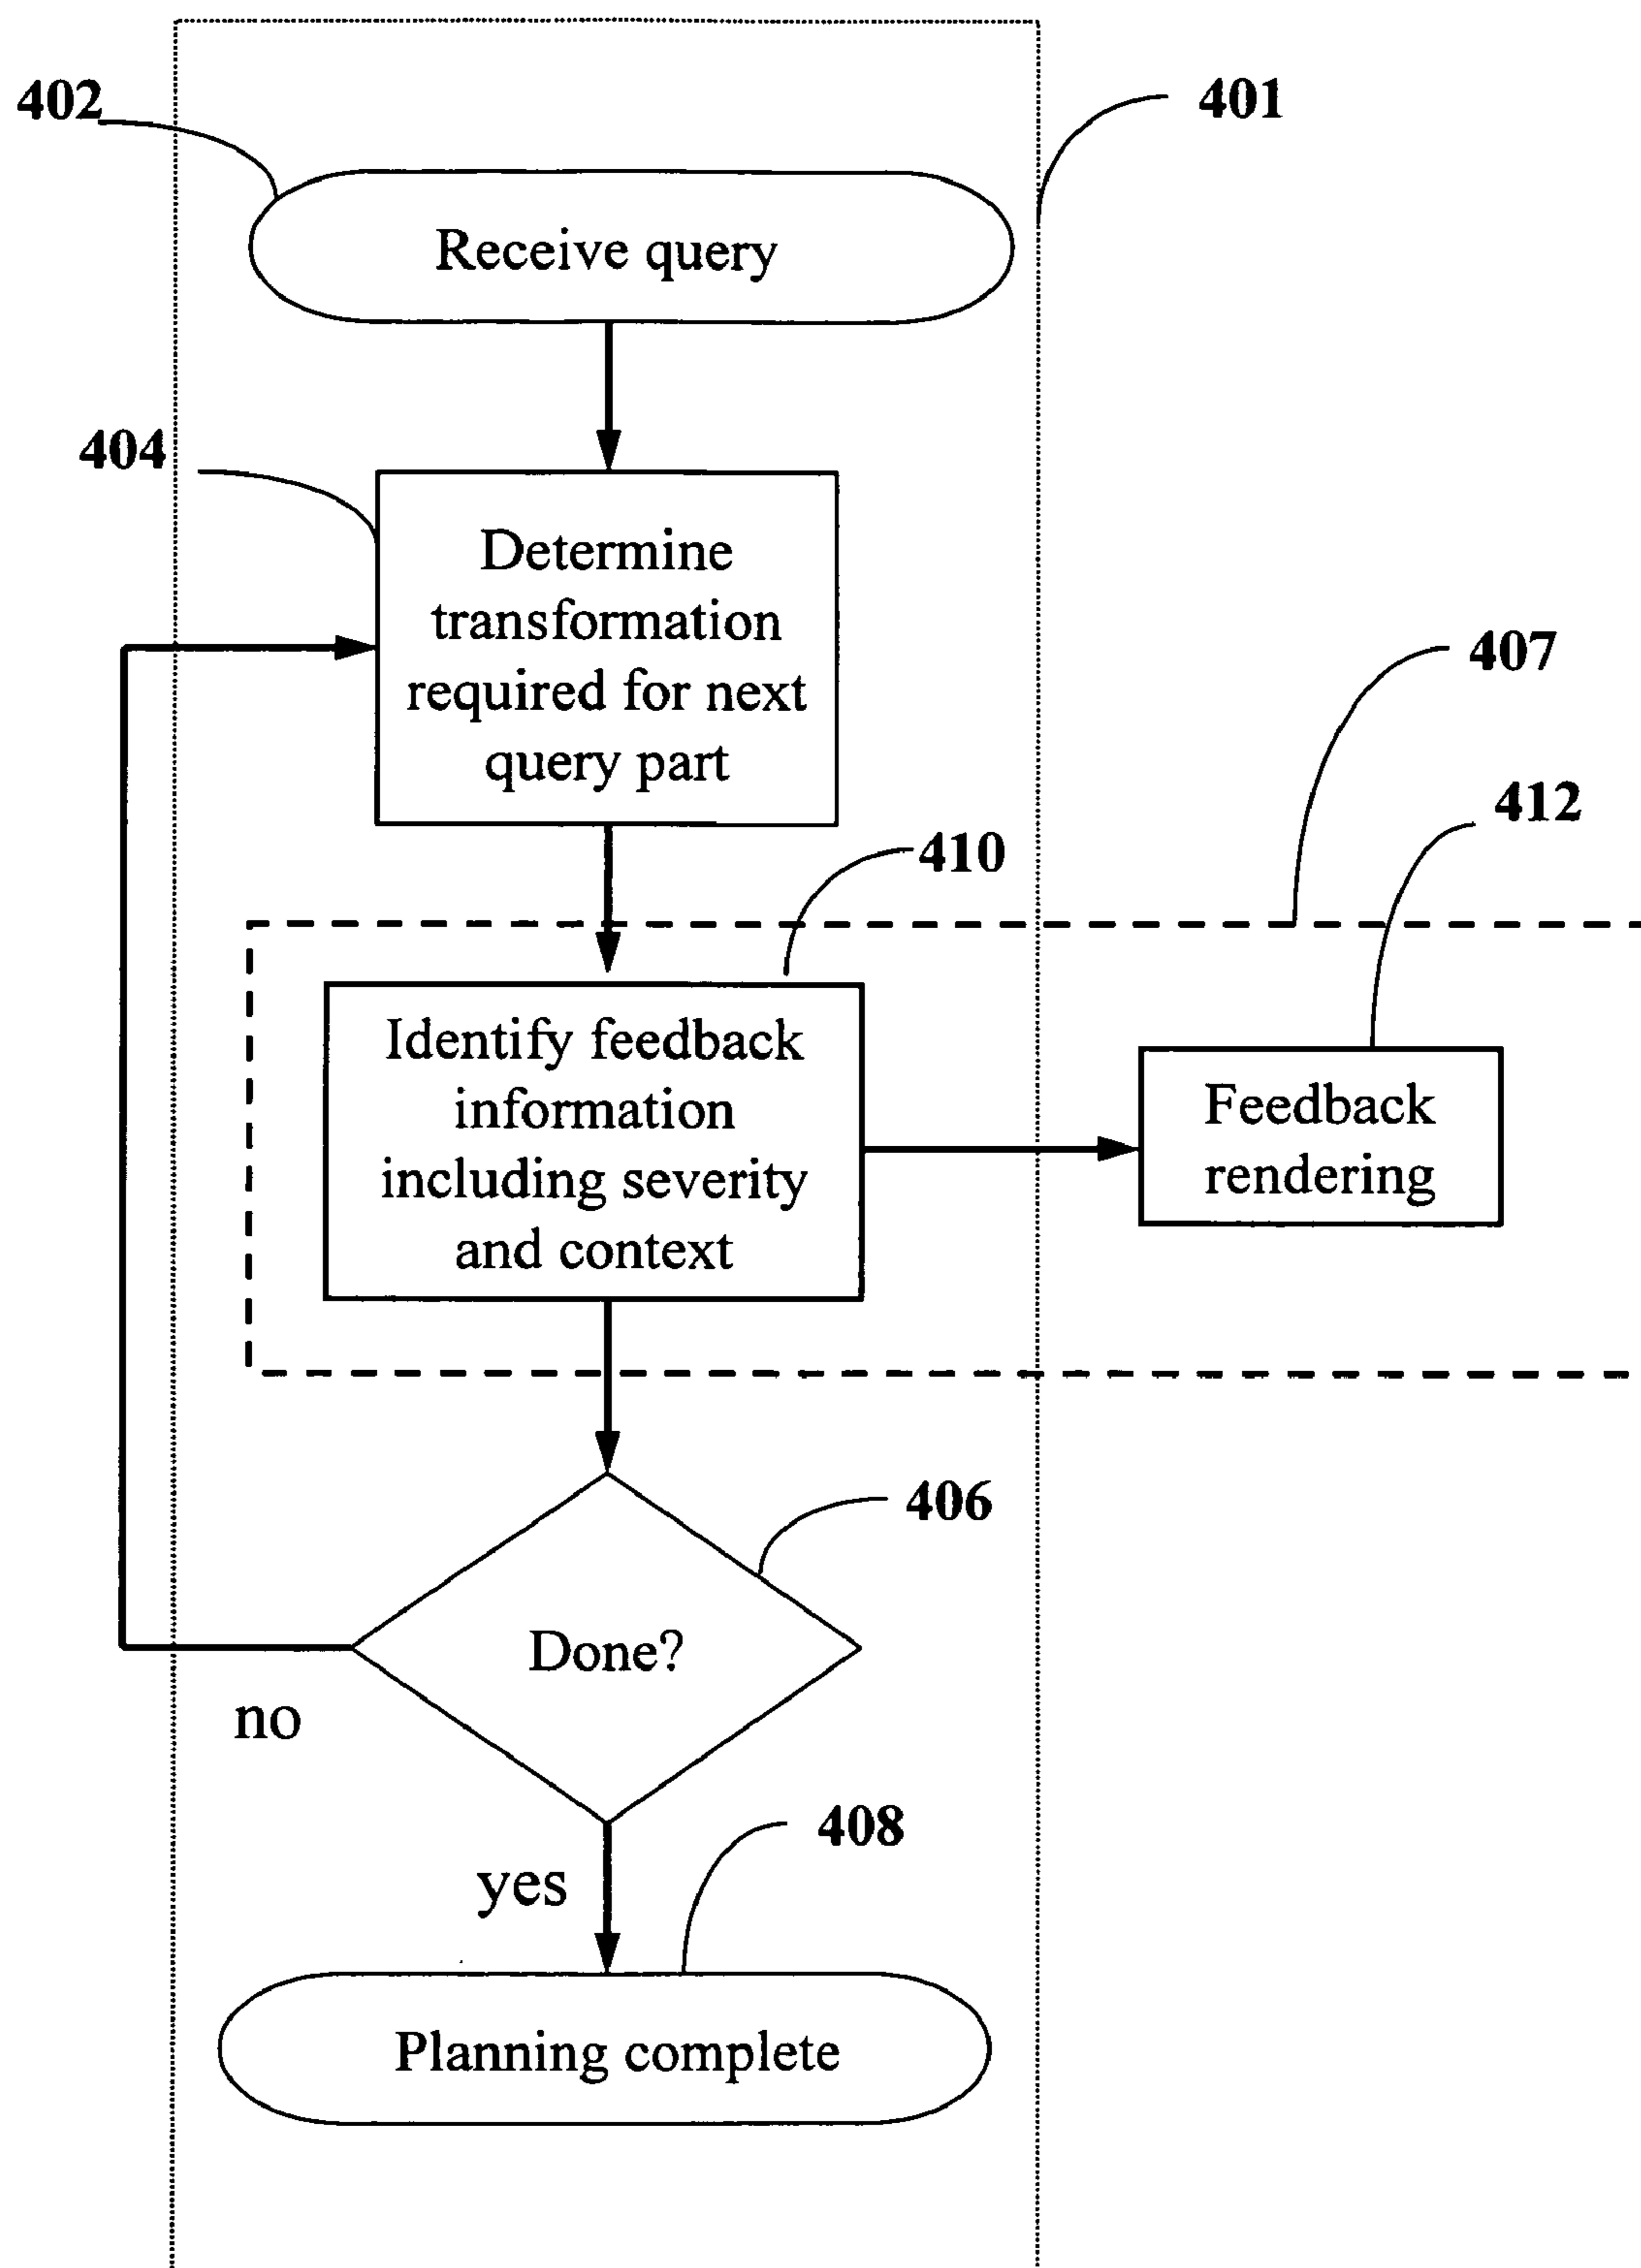 402
401
Receive query
404
Determine
transformation
required for next
query part
407
412
410
Identify feedback
information
including severity
and context
Feedback
rendering
406
Done?
no
408
yes
Planning complete